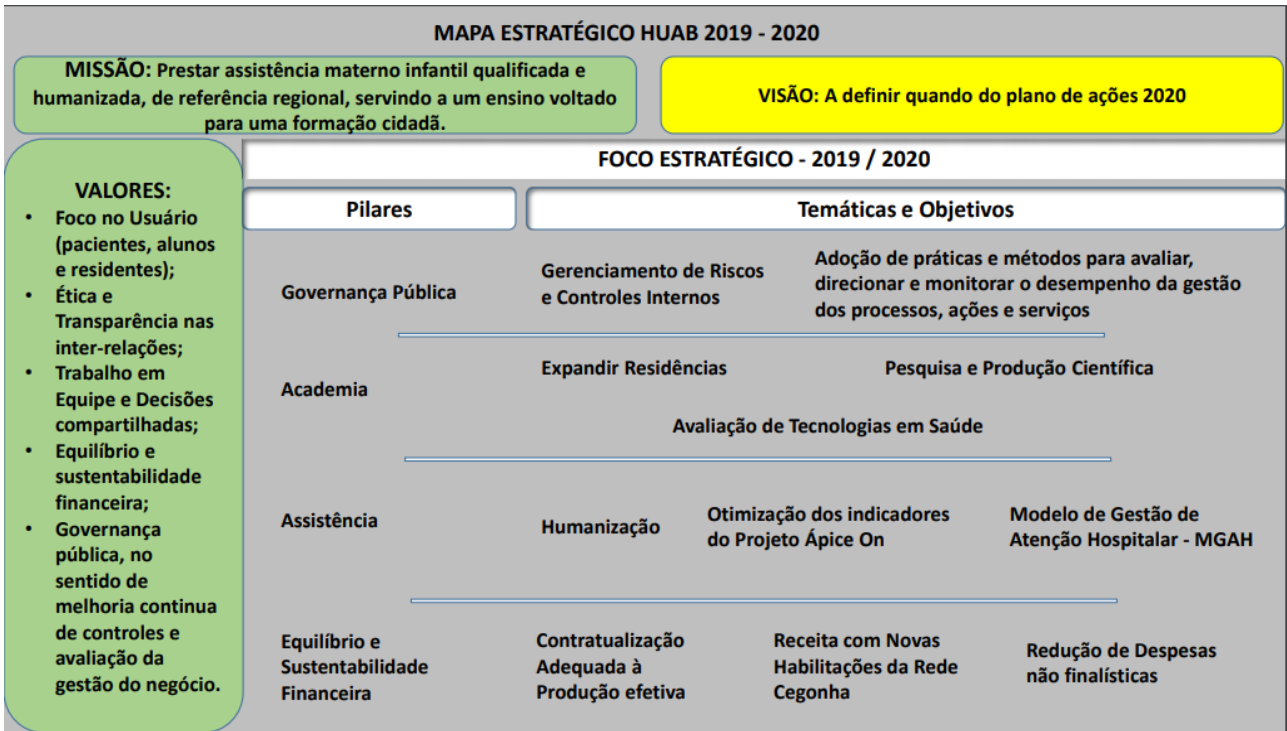 MAPA ESTRATÉGICO HUAB 2019 - 2020
MISSÃO: Prestar assistência materno infantil qualificada e
humanizada, de referência regional, servindo a um ensino voltado
para uma formação cidadã.
VISÃO: A definir quando do plano de ações 2020
VALORES:
• Foco no Usuário
(pacientes, alunos
e residentes);
• Ética e
Transparência nas
inter-relações;
• Trabalho em
Equipe e Decisões
compartilhadas;
• Equilíbrio e
sustentabilidade
financeira;
• Governança
pública, no
sentido de
melhoria continua
de controles e
avaliação da
gestão do negócio.
FOCO ESTRATÉGICO - 2019 / 2020
Pilares
Temáticas e Objetivos
Governança Pública
Gerenciamento de Riscos
e Controles Internos
Adoção de práticas e métodos para avaliar,
direcionar e monitorar o desempenho da gestão
dos processos, ações e serviços
Academia
Expandir Residências
Pesquisa e Produção Científica
Avaliação de Tecnologias em Saúde
Assistência
Humanização
Otimização dos indicadores
do Projeto Ápice On
Modelo de Gestão de
Atenção Hospitalar - MGAH
Equilíbrio e
Sustentabilidade
Financeira
Contratualização
Adequada à
Produção efetiva
Receita com Novas
Habilitações da Rede
Cegonha
Redução de Despesas
não finalísticas